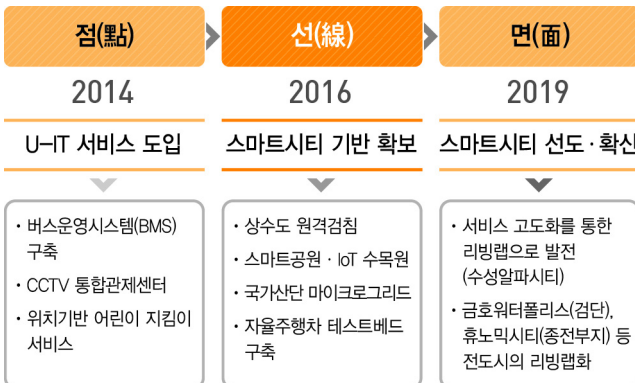 점(點)
선(線)
면(面)
2014
2016
2019
U-IT 서비스 도입
스마트시티 기반 확보
스마트시티 선도·확산
· 버스운영시스템(BMS)
구축
· CCTV 통합관제센터
· 위치기반 어린이 지킴이
서비스
· 상수도 원격검침
· 스마트공원 · IoT 수목원
· 국가산단 마이크로그리드
· 자율주행차 테스트베드
구축
· 서비스 고도화를 통한
리빙랩으로 발전
(수성알파시티)
· 금호워터폴리스(검단),
휴노믹시티(종전부지) 등
전도시의 리빙랩화